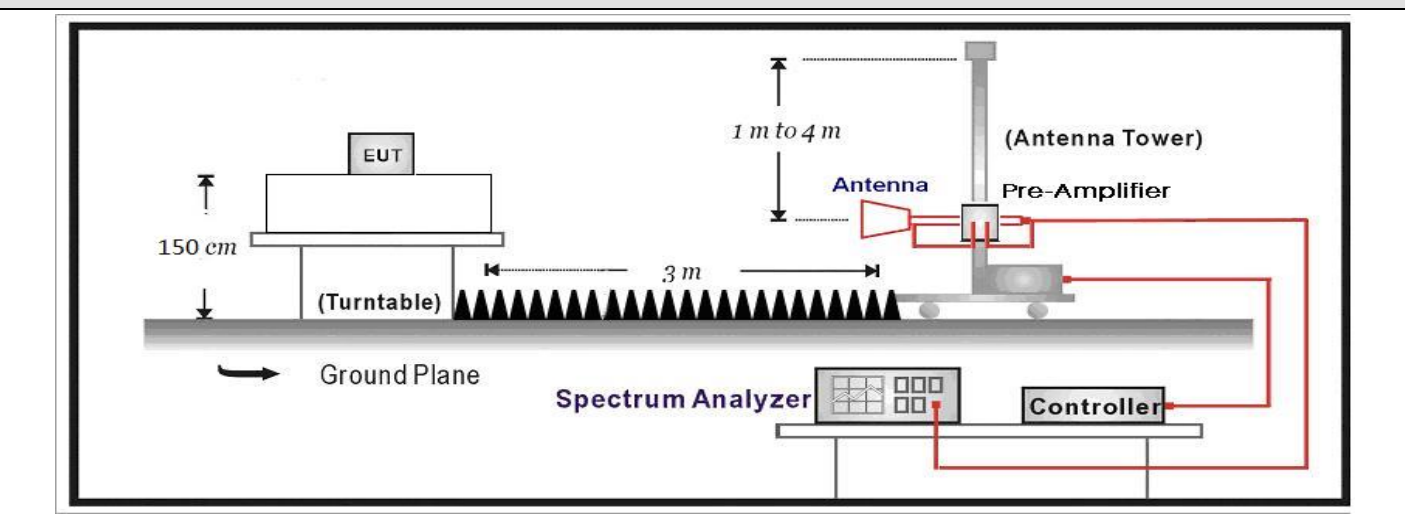 1 m to 4 m
(Antenna Tower)
EUT
Antenna
Pre-Amplifier
150 cm
3 m
(Turntable)
Ground Plane
Spectrum Analyzer
Controller